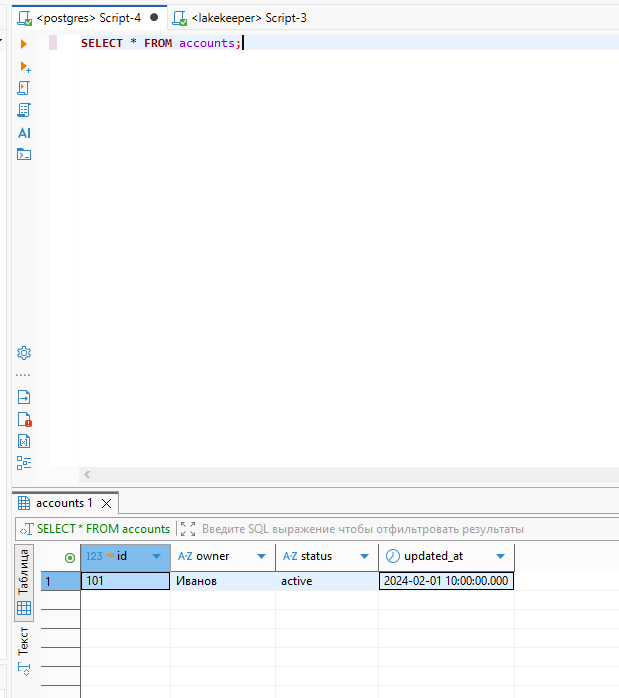 <postgres> Script-4
<lakekeeper> Script-3
SELECT * FROM accounts;
AI
accounts 1
SELECT * FROM accounts
Введите SQL выражение чтобы отфильтровать результаты
Таблица
Текст
123 id
A-Z owner
A-Z status
updated_at
1
101
Иванов
active
2024-02-01 10:00:00.000